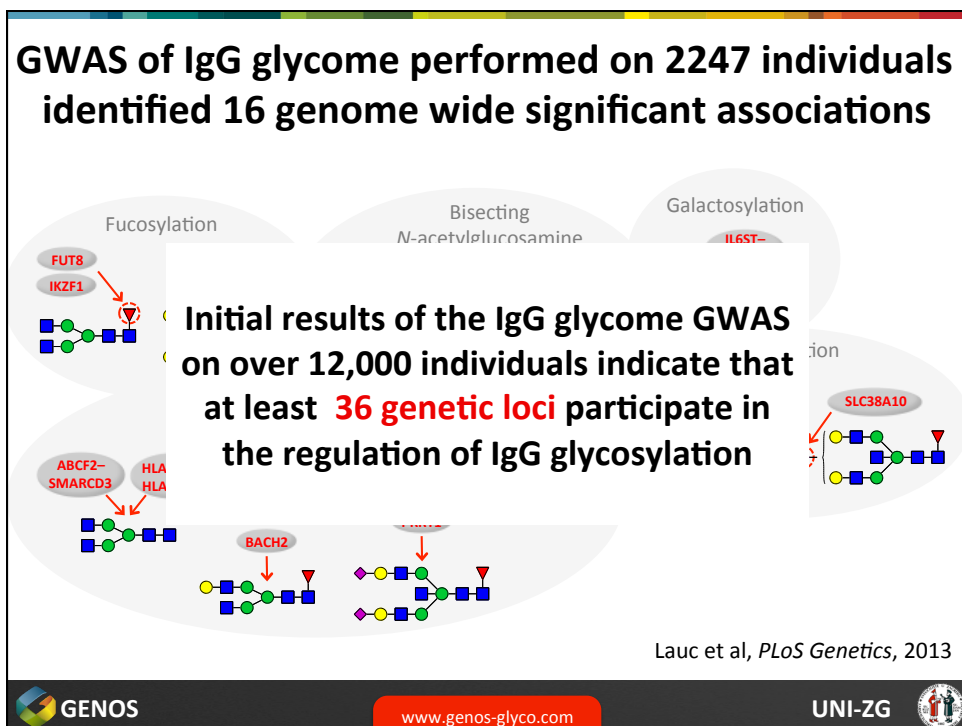 GWAS of IgG glycome performed on 2247 individuals
identified 16 genome wide significant associations
Fucosylation
Bisecting
N-acetylglucosamine
Galactosylation
FUT8
IKZF1
IL6ST–
Initial results of the IgG glycome GWAS
on over 12,000 individuals indicate that
at least 36 genetic loci participate in
the regulation of IgG glycosylation
SLC38A10
ABCF2–
SMARCD3
HLA
HLA
BACH2
Lauc et al, PLoS Genetics, 2013
GENOS
www.genos-glyco.com
UNI-ZG